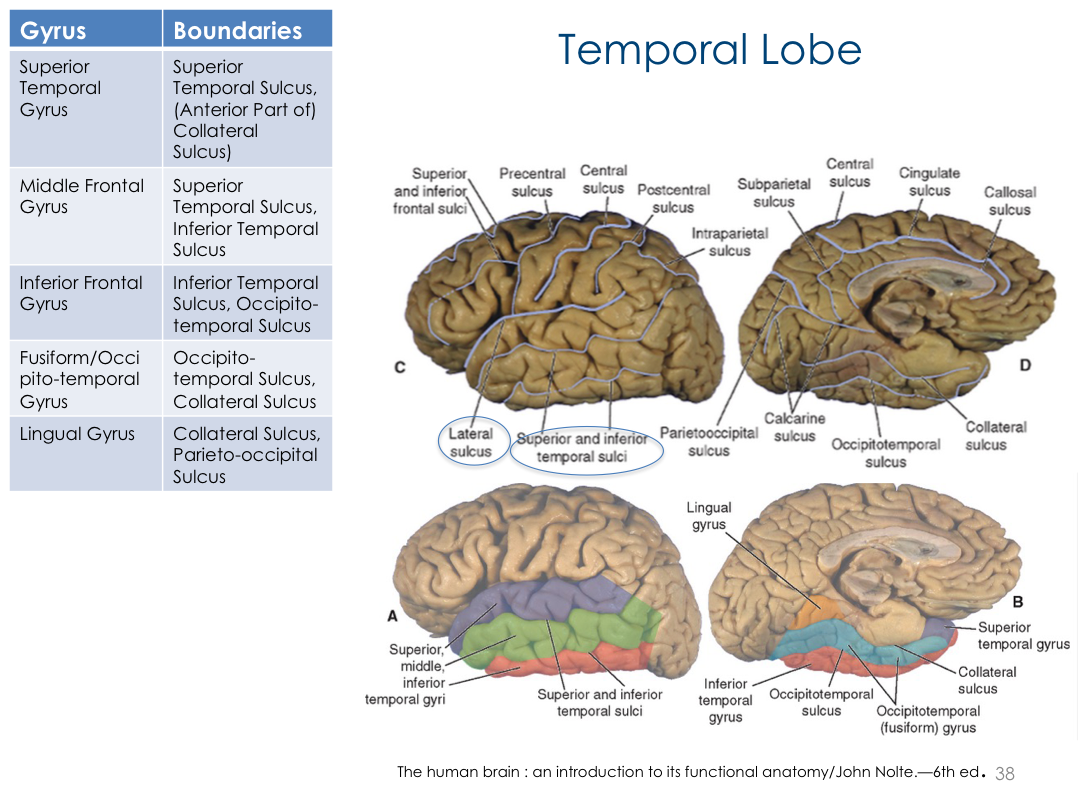 Gyrus
Boundaries
Superior
Temporal
Gyrus
Superior
Temporal Sulcus,
(Anterior Part of)
Collateral
Sulcus)
Middle Frontal
Gyrus
Superior
Temporal Sulcus,
Inferior Temporal
Sulcus
Inferior Frontal
Gyrus
Inferior Temporal
Sulcus, Occipito-
temporal Sulcus
Fusiform/Occi
pito-temporal
Gyrus
Occipito-
temporal Sulcus,
Collateral Sulcus
Lingual Gyrus
Collateral Sulcus,
Parieto-occipital
Sulcus
Temporal Lobe
Superior
and inferior
frontal sulci
Precentral
sulcus
Central
sulcus
Postcentral
sulcus
Intraparietal
sulcus
Subparietal
sulcus
Central
sulcus
Cingulate
sulcus
Callosal
sulcus
C
D
Lateral
sulcus
Superior and inferior
temporal sulci
Parietooccipital
sulcus
Calcarine
sulcus
Occipitotemporal
sulcus
Collateral
sulcus
Lingual
gyrus
A
B
Superior,
middle,
inferior
temporal gyri
Superior and inferior
temporal sulci
Inferior
temporal
gyrus
Occipitotemporal
sulcus
Occipitotemporal
(fusiform) gyrus
Collateral
sulcus
Superior
temporal gyrus
The human brain : an introduction to its functional anatomy/John Nolte.—6th ed.
38